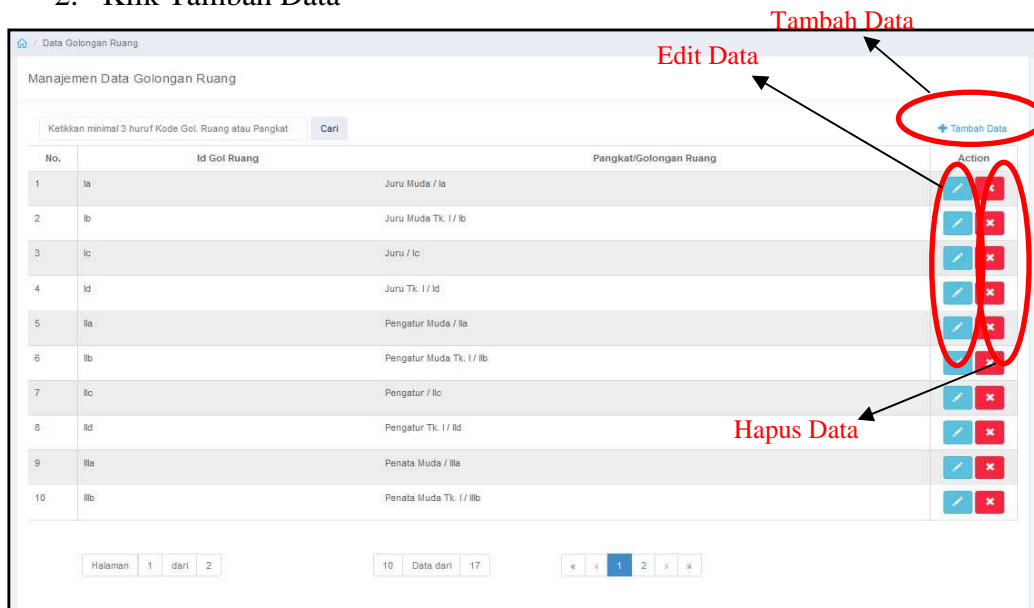 2. Klik Tambah Data
Tambah Data
Edit Data
/ Data Golongan Ruang
Manajemen Data Golongan Ruang
Ketikkan minimal 3 huruf Kode Gol. Ruang atau Pangkat Cari Tambah Data
No. Id Gol Ruang Pangkat/Golongan Ruang Action
1 Ia Juru Muda / Ia
2 Ib Juru Muda Tk. I / Ib
3 Ic Juru / Ic
4 Id Juru Tk. I / Id
5 IIa Pengatur Muda / IIa
6 IIb Pengatur Muda Tk. I / IIb
7 IIc Pengatur / IIc
8 IId Pengatur Tk. I / IId
Hapus Data
9 IIIa Penata Muda / IIIa
10 IIIb Penata Muda Tk. I / IIIb
Halaman 1 dari 2 10 Data dari 17 « ‹ 1 2 › »